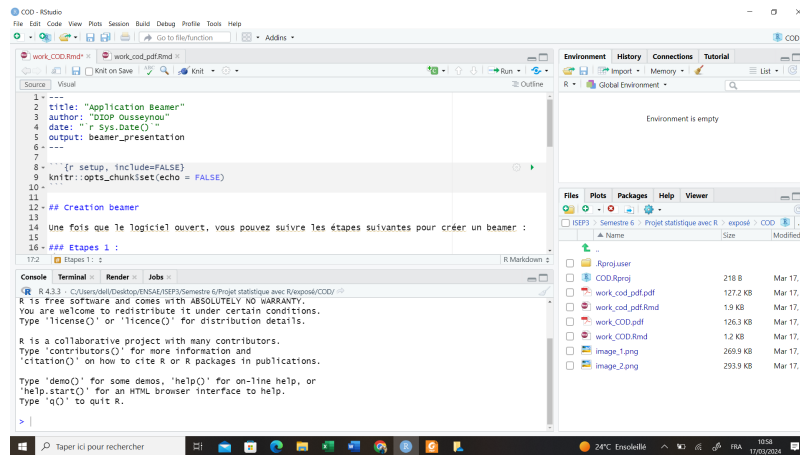 COD - RStudio
File Edit Code View Plots Session Build Debug Profile Tools Help
Go to file/function Addins COD
work_COD.Rmd* work_cod_pdf.Rmd
Knit on Save Knit Run
Source Visual Outline
1 ---
2 title: "Application Beamer"
3 author: "DIOP Ousseynou"
4 date: "`r Sys.Date()`"
5 output: beamer_presentation
6 ---
7
8 ```{r setup, include=FALSE}
9 knitr::opts_chunk$set(echo = FALSE)
10 ```
11
12 ## Creation beamer
13
14 Une fois que le logiciel ouvert, vous pouvez suivre les étapes suivantes pour créer un beamer :
15
16 ### Etapes 1 :
17:2 Etapes 1: R Markdown
Console Terminal Render Jobs
R 4.3.3 · C:/Users/dell/Desktop/ENSAE/ISEP3/Semestre 6/Projet statistique avec R/exposé/COD/
R is free software and comes with ABSOLUTELY NO WARRANTY.
You are welcome to redistribute it under certain conditions.
Type 'license()' or 'licence()' for distribution details.
R is a collaborative project with many contributors.
Type 'contributors()' for more information and
'citation()' on how to cite R or R packages in publications.
Type 'demo()' for some demos, 'help()' for on-line help, or
'help.start()' for an HTML browser interface to help.
Type 'q()' to quit R.
>
Environment History Connections Tutorial
Import Memory List
R Global Environment
Environment is empty
Files Plots Packages Help Viewer
ISEP3 Semestre 6 Projet statistique avec R exposé COD
Name Size Modified
..
.Rproj.user
COD.Rproj 218 B Mar 17,
work_cod_pdf.pdf 127.2 KB Mar 17,
work_cod_pdf.Rmd 1.9 KB Mar 17,
work_COD.pdf 126.3 KB Mar 17,
work_COD.Rmd 1.2 KB Mar 17,
image_1.png 269.9 KB Mar 17,
image_2.png 293.9 KB Mar 17,
Taper ici pour rechercher
24°C Ensoleillé FRA 10:58
17/03/2024